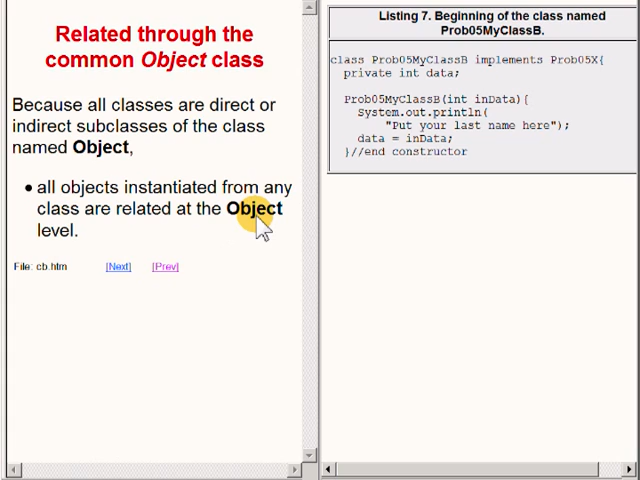 Related through the
common Object class
Because all classes are direct or
indirect subclasses of the class
named Object,
• all objects instantiated from any
class are related at the Object
level.
File: cb.htm [Next] [Prev]
Listing 7. Beginning of the class named
Prob05MyClassB.
class Prob05MyClassB implements Prob05X{
  private int data;
  Prob05MyClassB(int inData){
    System.out.println(
        "Put your last name here");
    data = inData;
  }//end constructor